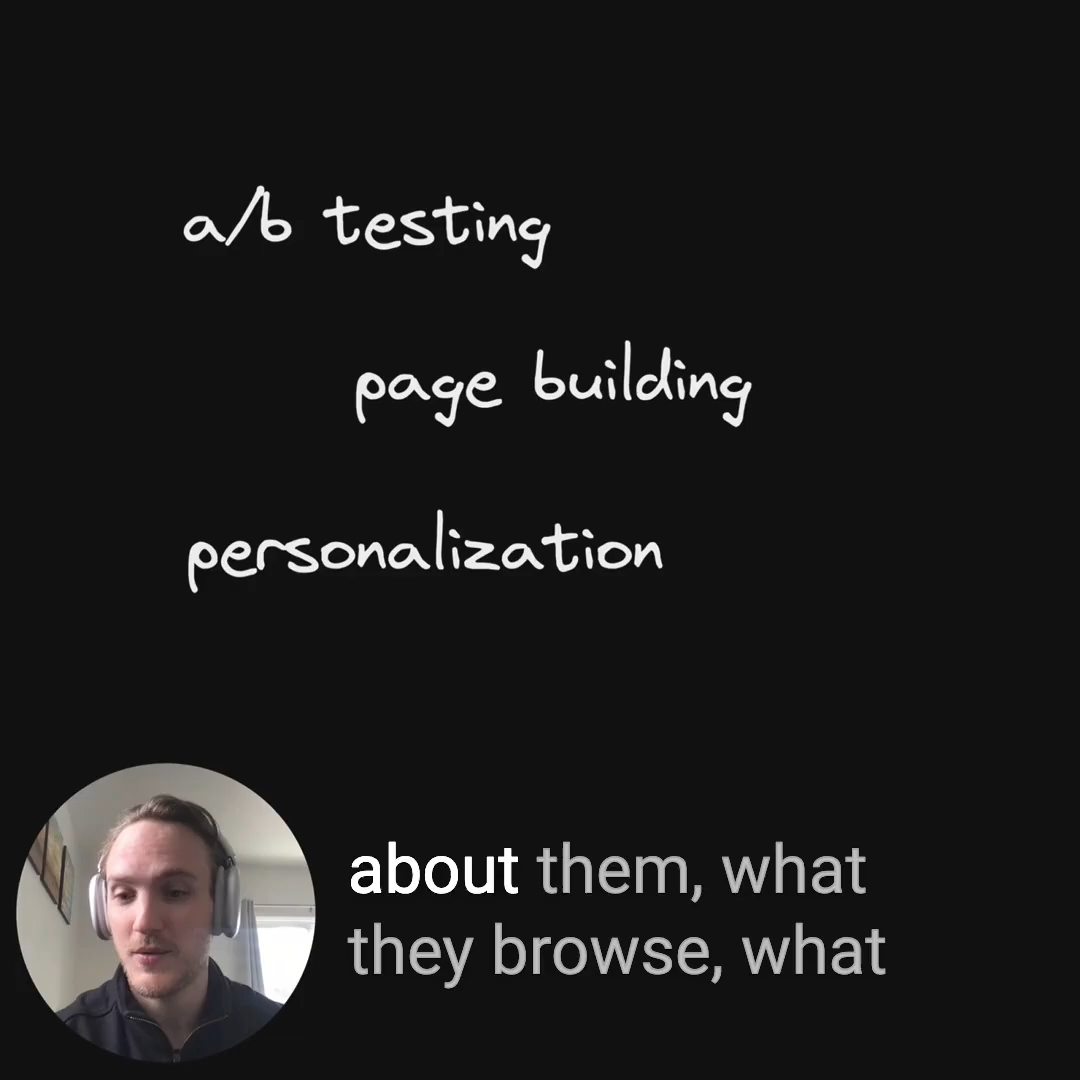 a/b testing
page building
personalization
about them, what
they browse, what